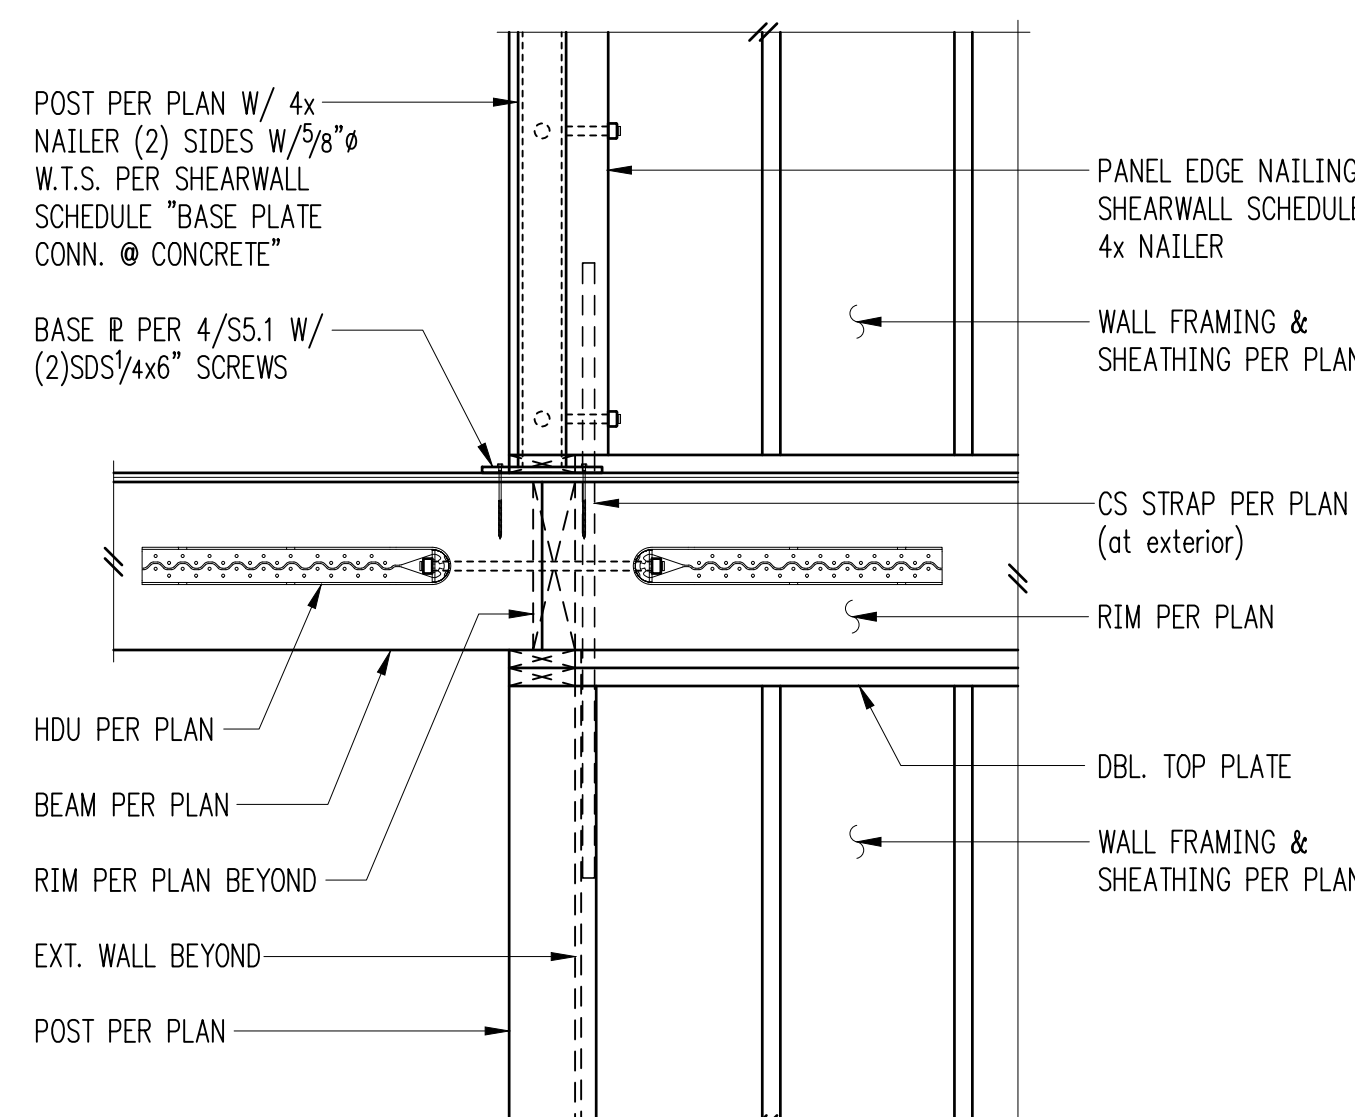 POST PER PLAN W/ 4x
NAILER (2) SIDES W/5/8"ø
W.T.S. PER SHEARWALL
SCHEDULE "BASE PLATE
CONN. @ CONCRETE"
BASE ℙL PER 4/S5.1 W/
(2)SDS1/4x6" SCREWS
HDU PER PLAN
BEAM PER PLAN
RIM PER PLAN BEYOND
EXT. WALL BEYOND
POST PER PLAN
PANEL EDGE NAILING
SHEARWALL SCHEDULE
4x NAILER
WALL FRAMING &
SHEATHING PER PLAN
CS STRAP PER PLAN
(at exterior)
RIM PER PLAN
DBL. TOP PLATE
WALL FRAMING &
SHEATHING PER PLAN